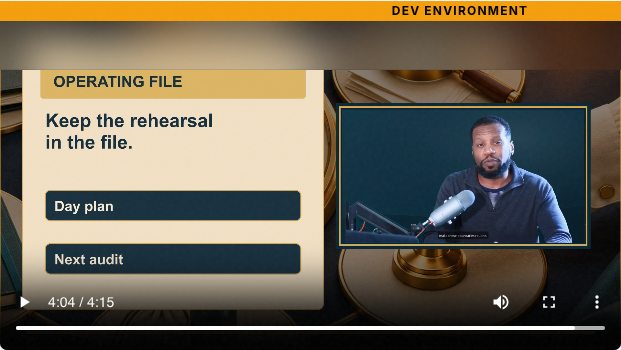 DEV ENVIRONMENT
OPERATING FILE
Keep the rehearsal
in the file.
Day plan
Next audit
4:04 / 4:15